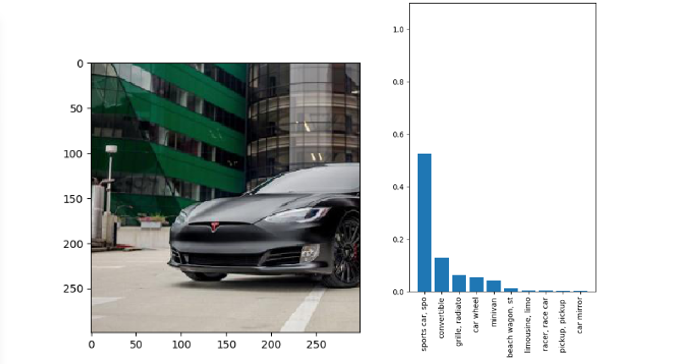 0
50
100
150
200
250
0 50 100 150 200 250
1.0
0.8
0.6
0.4
0.2
0.0
sports car, spo
convertible
grille, radiato
car wheel
minivan
beach wagon, st
limousine, limo
racer, race car
pickup, pickup
car mirror